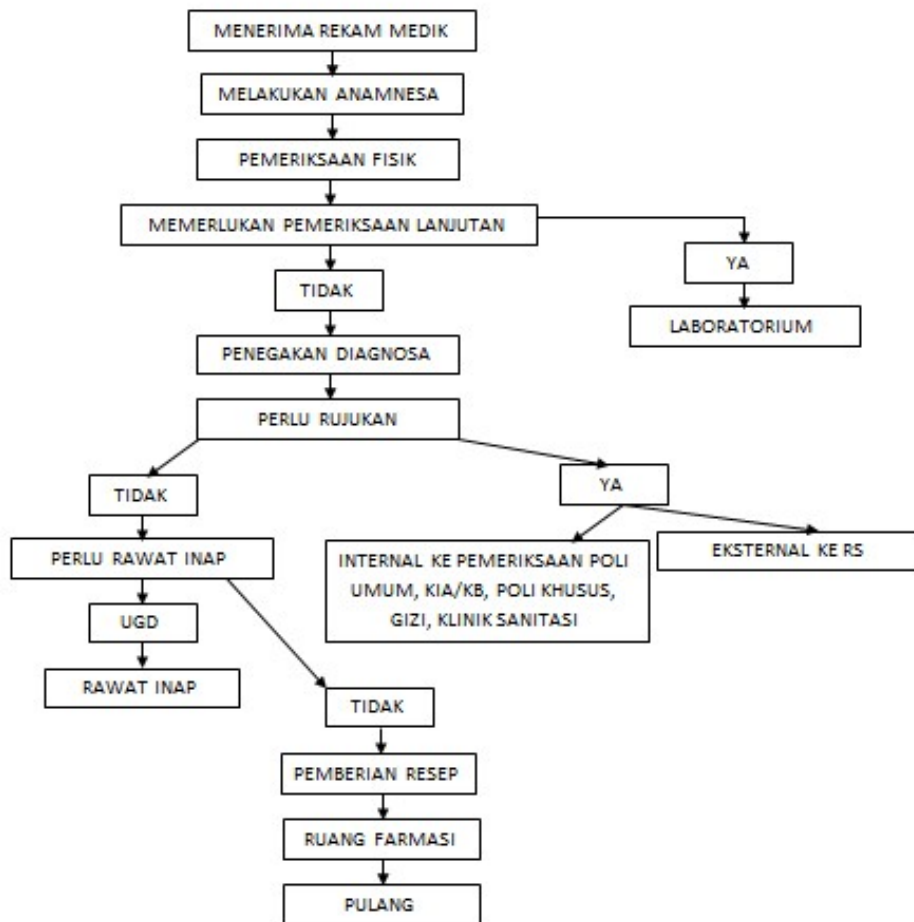 MENERIMA REKAM MEDIK
MELAKUKAN ANAMNESA
PEMERIKSAAN FISIK
MEMERLUKAN PEMERIKSAAN LANJUTAN
YA
TIDAK
LABORATORIUM
PENEGAKAN DIAGNOSA
PERLU RUJUKAN
TIDAK
YA
PERLU RAWAT INAP
INTERNAL KE PEMERIKSAAN POLI
UMUM, KIA/KB, POLI KHUSUS,
GIZI, KLINIK SANITASI
EKSTERNAL KE RS
UGD
RAWAT INAP
TIDAK
PEMBERIAN RESEP
RUANG FARMASI
PULANG